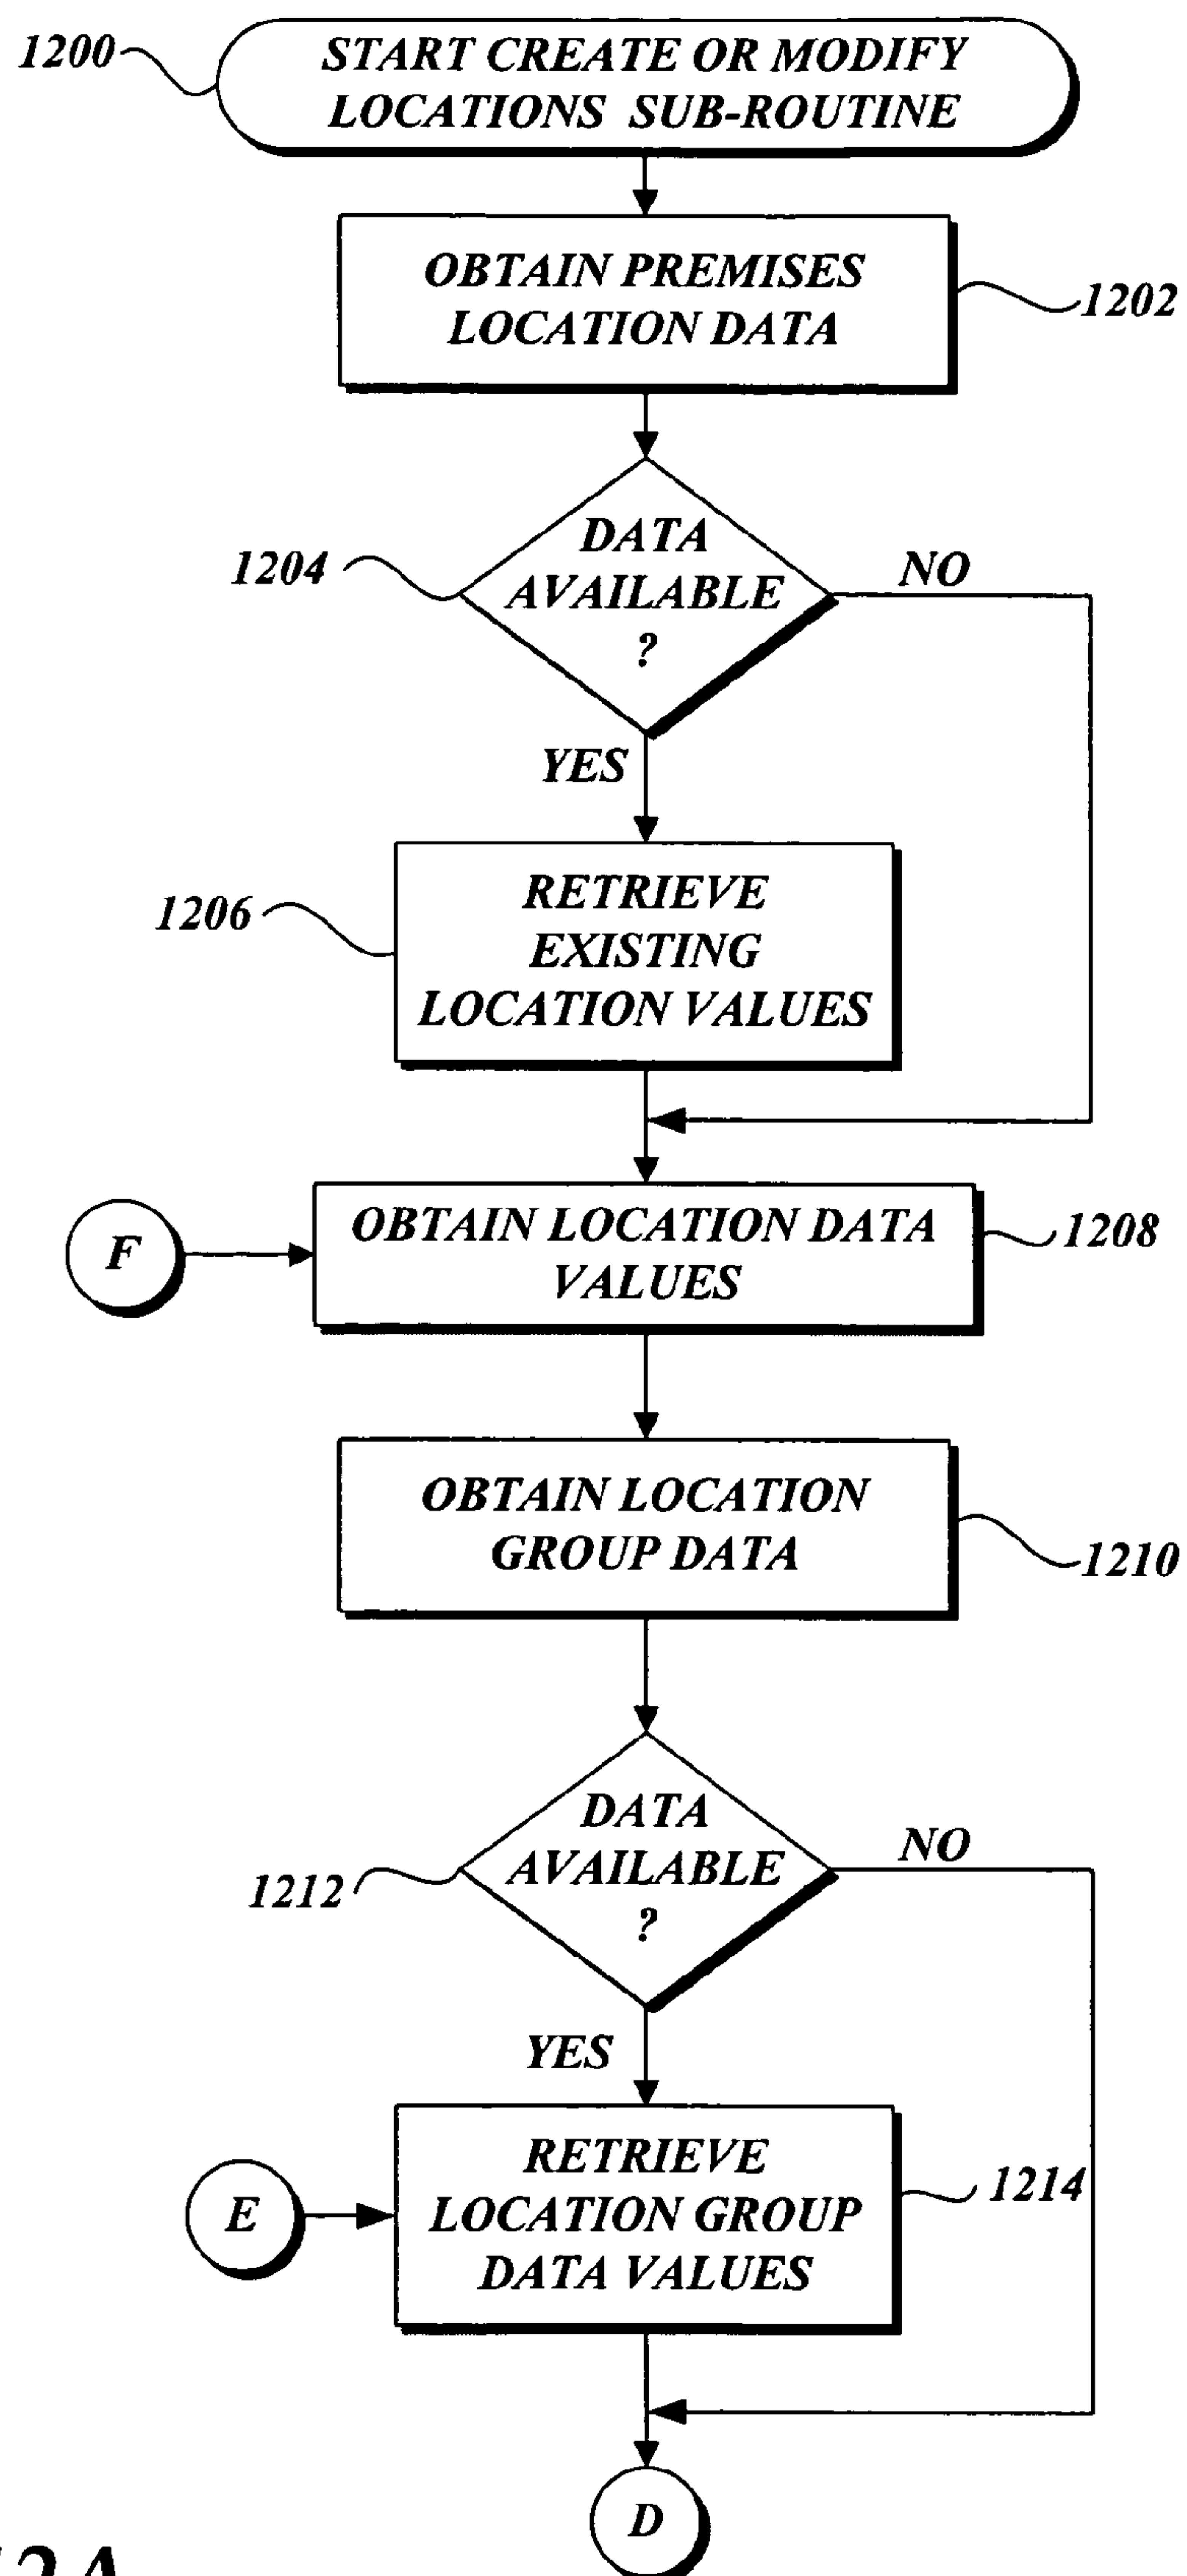 1200
START CREATE OR MODIFY
LOCATIONS SUB-ROUTINE
OBTAIN PREMISES
LOCATION DATA
1202
DATA
AVAILABLE
?
1204
NO
YES
RETRIEVE
EXISTING
LOCATION VALUES
1206
F
OBTAIN LOCATION DATA
VALUES
1208
OBTAIN LOCATION
GROUP DATA
1210
DATA
AVAILABLE
?
1212
NO
YES
RETRIEVE
LOCATION GROUP
DATA VALUES
1214
E
D